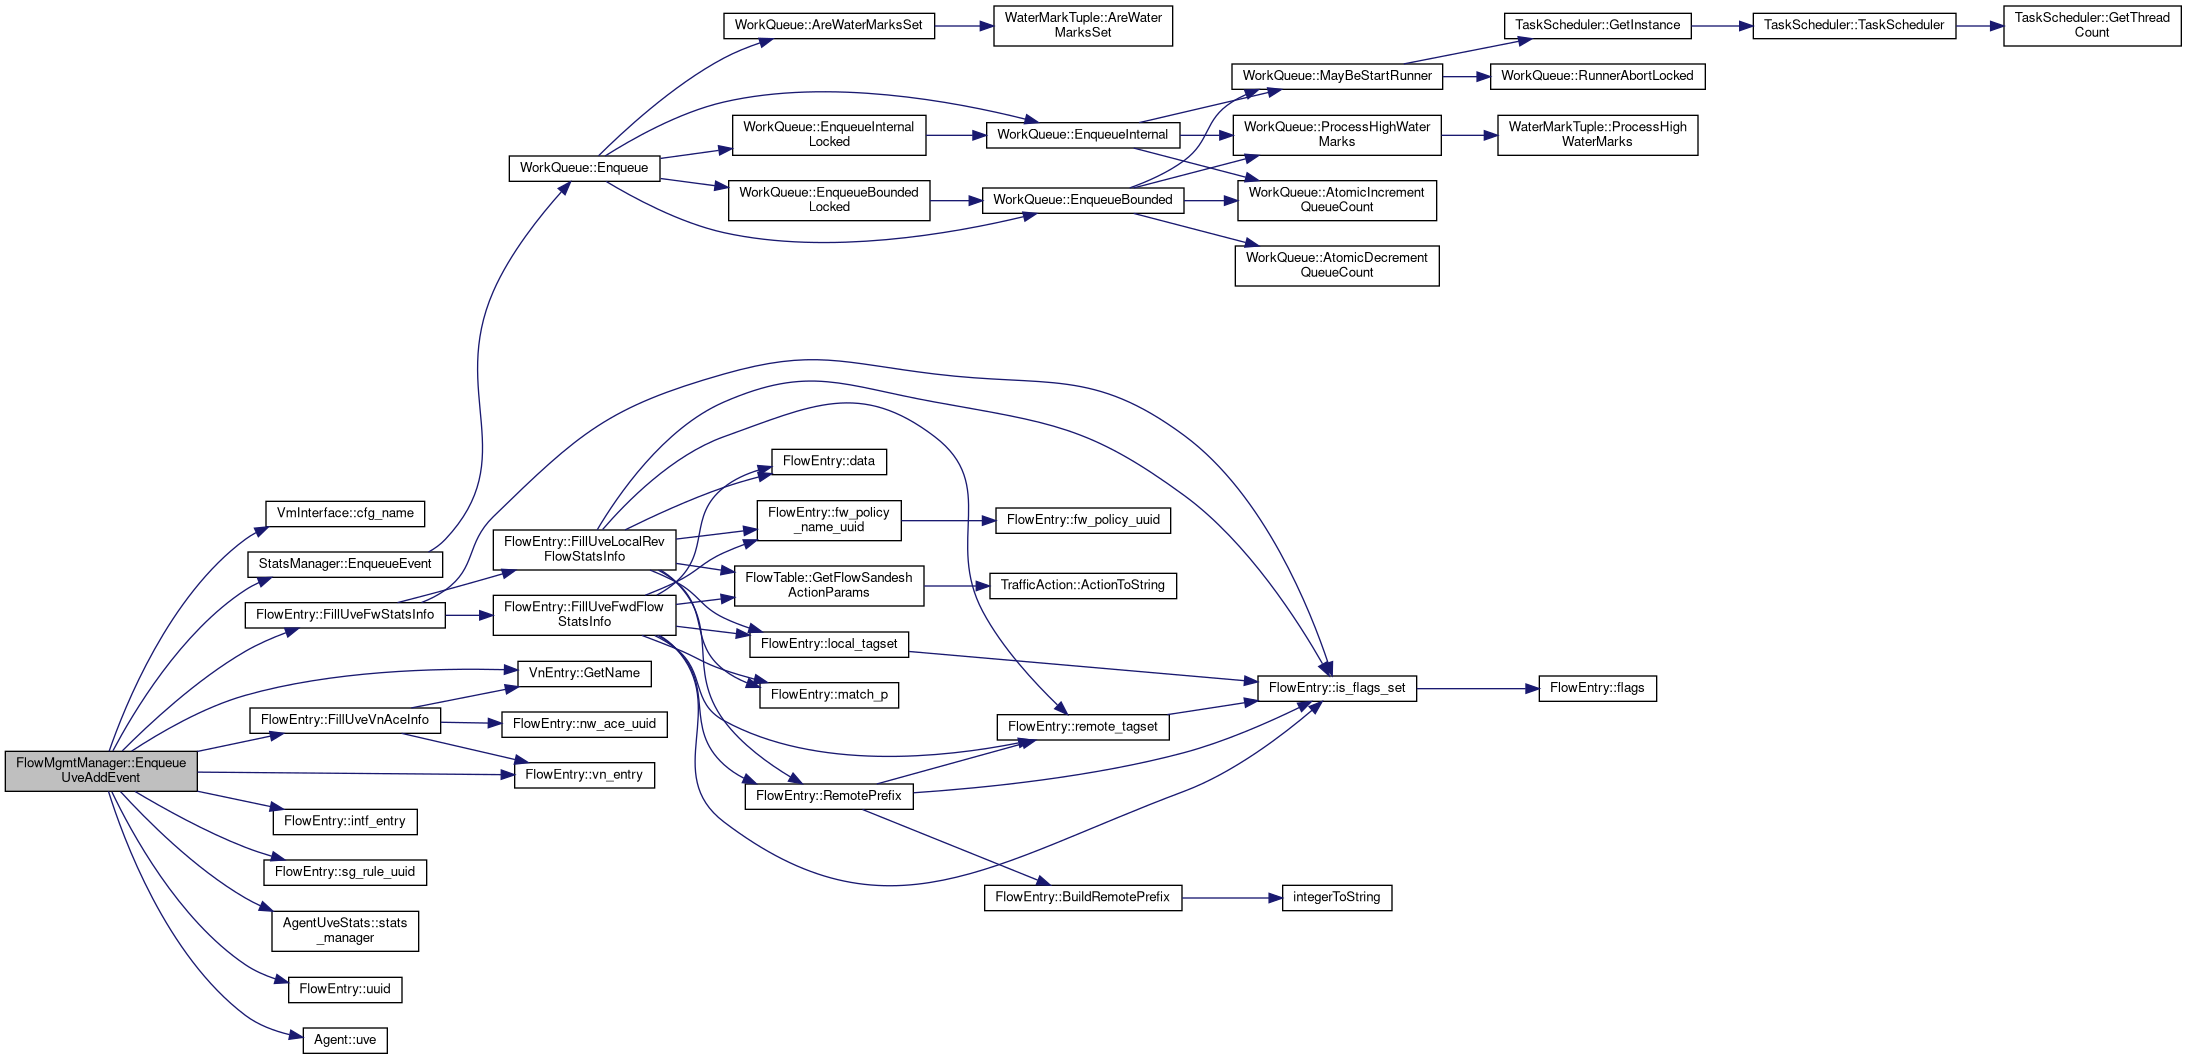 FlowMgmtManager::Enqueue
UveAddEvent
VmInterface::cfg_name
StatsManager::EnqueueEvent
FlowEntry::FillUveFwStatsInfo
VnEntry::GetName
FlowEntry::FillUveVnAceInfo
FlowEntry::nw_ace_uuid
FlowEntry::vn_entry
FlowEntry::intf_entry
FlowEntry::sg_rule_uuid
AgentUveStats::stats
_manager
FlowEntry::uuid
Agent::uve
WorkQueue::Enqueue
WorkQueue::AreWaterMarksSet
WaterMarkTuple::AreWater
MarksSet
WorkQueue::EnqueueInternal
Locked
WorkQueue::EnqueueBounded
Locked
WorkQueue::EnqueueInternal
WorkQueue::EnqueueBounded
WorkQueue::MayBeStartRunner
WorkQueue::ProcessHighWater
Marks
WorkQueue::AtomicIncrement
QueueCount
WorkQueue::AtomicDecrement
QueueCount
TaskScheduler::GetInstance
TaskScheduler::TaskScheduler
TaskScheduler::GetThread
Count
WorkQueue::RunnerAbortLocked
WaterMarkTuple::ProcessHigh
WaterMarks
FlowEntry::FillUveLocalRev
FlowStatsInfo
FlowEntry::FillUveFwdFlow
StatsInfo
FlowEntry::data
FlowEntry::fw_policy
_name_uuid
FlowEntry::fw_policy_uuid
FlowTable::GetFlowSandesh
ActionParams
TrafficAction::ActionToString
FlowEntry::local_tagset
FlowEntry::match_p
FlowEntry::remote_tagset
FlowEntry::RemotePrefix
FlowEntry::is_flags_set
FlowEntry::flags
FlowEntry::BuildRemotePrefix
integerToString